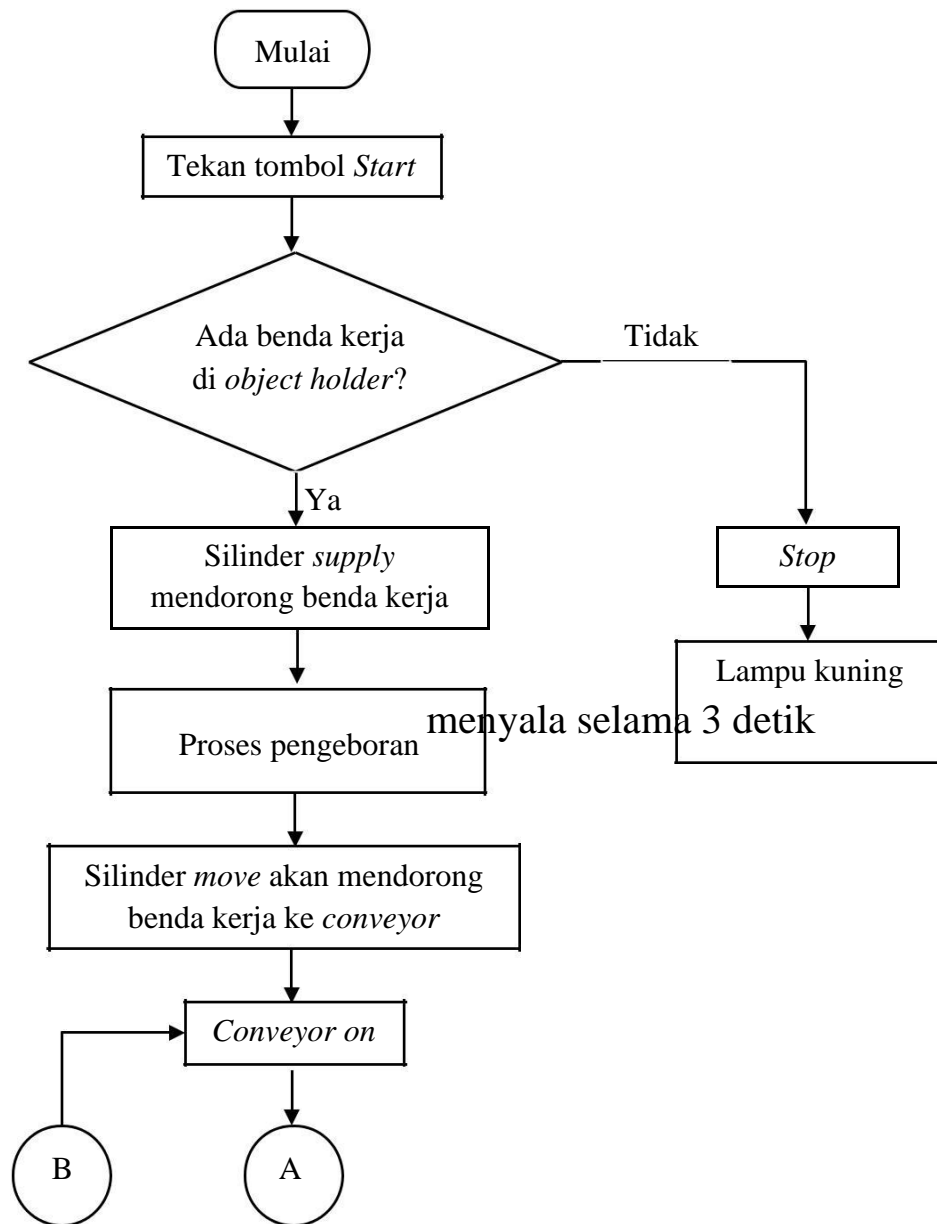 Mulai
Tekan tombol Start
Ada benda kerja
di object holder?
Tidak
Ya
Silinder supply
mendorong benda kerja
Stop
Lampu kuning
menyala selama 3 detik
Proses pengeboran
Silinder move akan mendorong
benda kerja ke conveyor
Conveyor on
B
A